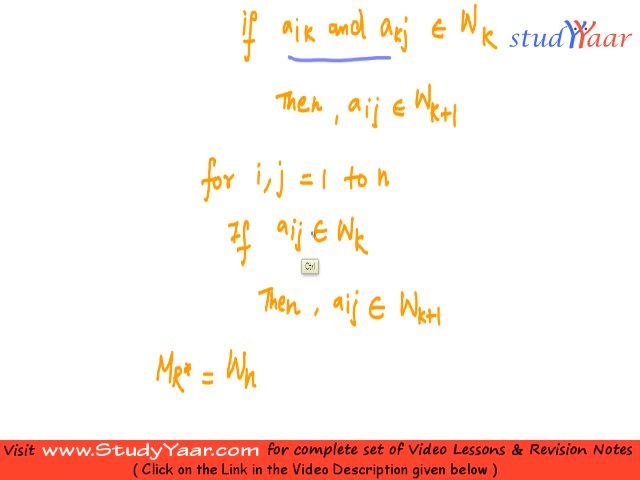 if aik and akj ∈ Wk
studYYaar
Then, aij ∈ Wk+1
for i, j = 1 to n
If aij ∈ Wk
Ctrl
Then, aij ∈ Wk+1
MR* = Wn
Visit www.StudyYaar.com for complete set of Video Lessons & Revision Notes
( Click on the Link in the Video Description given below )